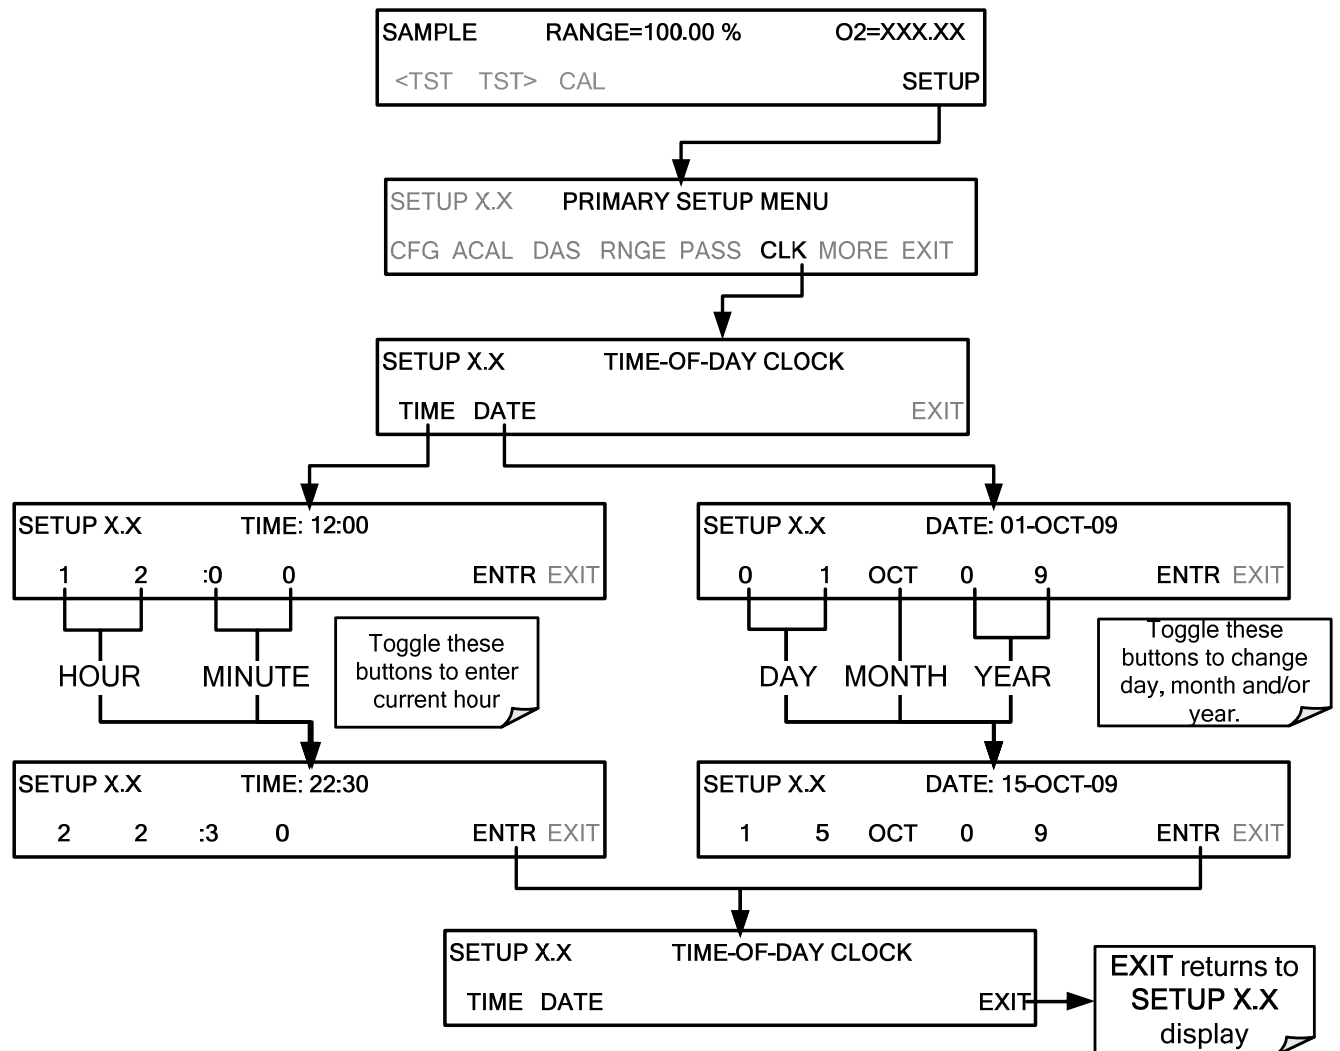 SAMPLE RANGE=100.00 % O2=XXX.XX
<TST TST> CAL SETUP
SETUP X.X PRIMARY SETUP MENU
CFG ACAL DAS RNGE PASS CLK MORE EXIT
SETUP X.X TIME-OF-DAY CLOCK
TIME DATE EXIT
SETUP X.X TIME: 12:00
1 2 :0 0 ENTR EXIT
HOUR MINUTE
Toggle these
buttons to enter
current hour
SETUP X.X TIME: 22:30
2 2 :3 0 ENTR EXIT
SETUP X.X DATE: 01-OCT-09
0 1 OCT 0 9 ENTR EXIT
DAY MONTH YEAR
Toggle these
buttons to change
day, month and/or
year.
SETUP X.X DATE: 15-OCT-09
1 5 OCT 0 9 ENTR EXIT
SETUP X.X TIME-OF-DAY CLOCK
TIME DATE EXIT
EXIT returns to
SETUP X.X
display